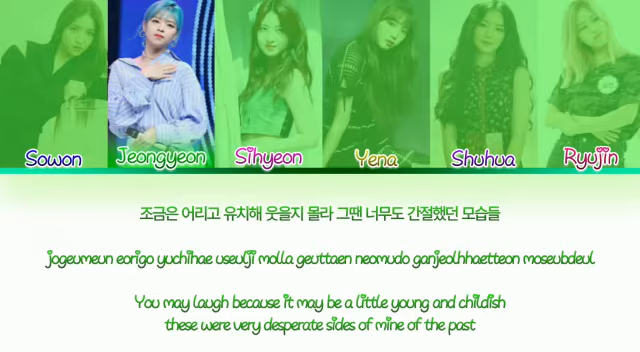 Sowon Jeongyeon Sihyeon Yena Shuhua Ryujin
조금은 어리고 유치해 웃을지 몰라 그땐 너무도 간절했던 모습들
jogeumeun eorigo yuchihae useulji molla geuttaen neomudo ganjeolhhaetteon moseubdeul
You may laugh because it may be a little young and childish
these were very desperate sides of mine of the past